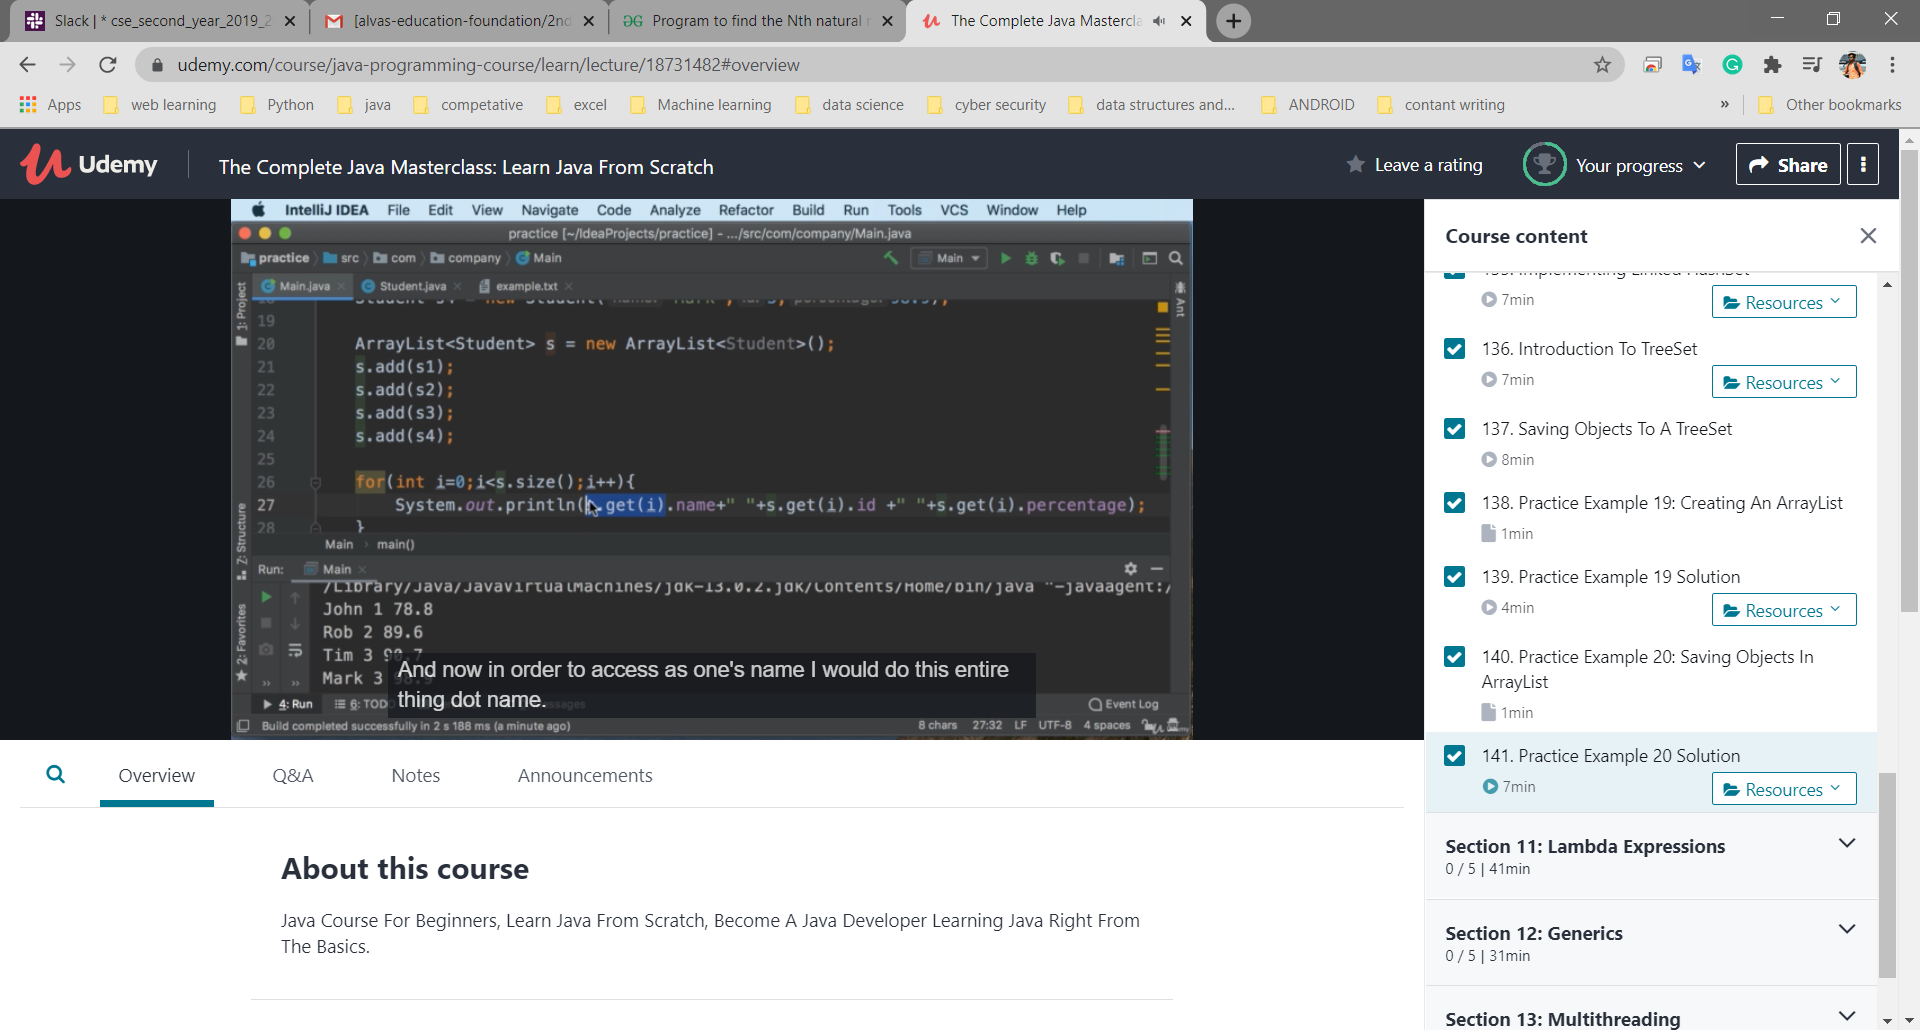 Slack | * cse_second_year_2019_2
[alvas-education-foundation/2nd
Program to find the Nth natural n
The Complete Java Mastercla
udemy.com/course/java-programming-course/learn/lecture/18731482#overview
Apps web learning Python java competative excel Machine learning data science cyber security data structures and... ANDROID contant writing » Other bookmarks
Udemy The Complete Java Masterclass: Learn Java From Scratch Leave a rating Your progress Share
IntelliJ IDEA File Edit View Navigate Code Analyze Refactor Build Run Tools VCS Window Help
practice [~/IdeaProjects/practice] - .../src/com/company/Main.java
practice src com company Main Main
Main.java Student.java example.txt
1: Project
Ant
19
20 ArrayList<Student> s = new ArrayList<Student>();
21 s.add(s1);
22 s.add(s2);
23 s.add(s3);
24 s.add(s4);
25
26 for(int i=0;i<s.size();i++){
27 System.out.println(s.get(i).name+" "+s.get(i).id +" "+s.get(i).percentage);
28 }
Main main()
Z: Structure
2: Favorites
Run: Main
/Library/Java/JavaVirtualMachines/jdk-13.0.2.jdk/Contents/Home/bin/java "-javaagent:/
John 1 78.8
Rob 2 89.6
Tim 3 90.7
Mark 3
And now in order to access as one's name I would do this entire
thing dot name.
4: Run 6: TODO Event Log
Build completed successfully in 2 s 188 ms (a minute ago) 8 chars 27:32 LF UTF-8 4 spaces
Course content
7min Resources
136. Introduction To TreeSet
7min Resources
137. Saving Objects To A TreeSet
8min
138. Practice Example 19: Creating An ArrayList
1min
139. Practice Example 19 Solution
4min Resources
140. Practice Example 20: Saving Objects In
ArrayList
1min
141. Practice Example 20 Solution
7min Resources
Section 11: Lambda Expressions
0 / 5 | 41min
Section 12: Generics
0 / 5 | 31min
Section 13: Multithreading
Overview Q&A Notes Announcements
About this course
Java Course For Beginners, Learn Java From Scratch, Become A Java Developer Learning Java Right From
The Basics.